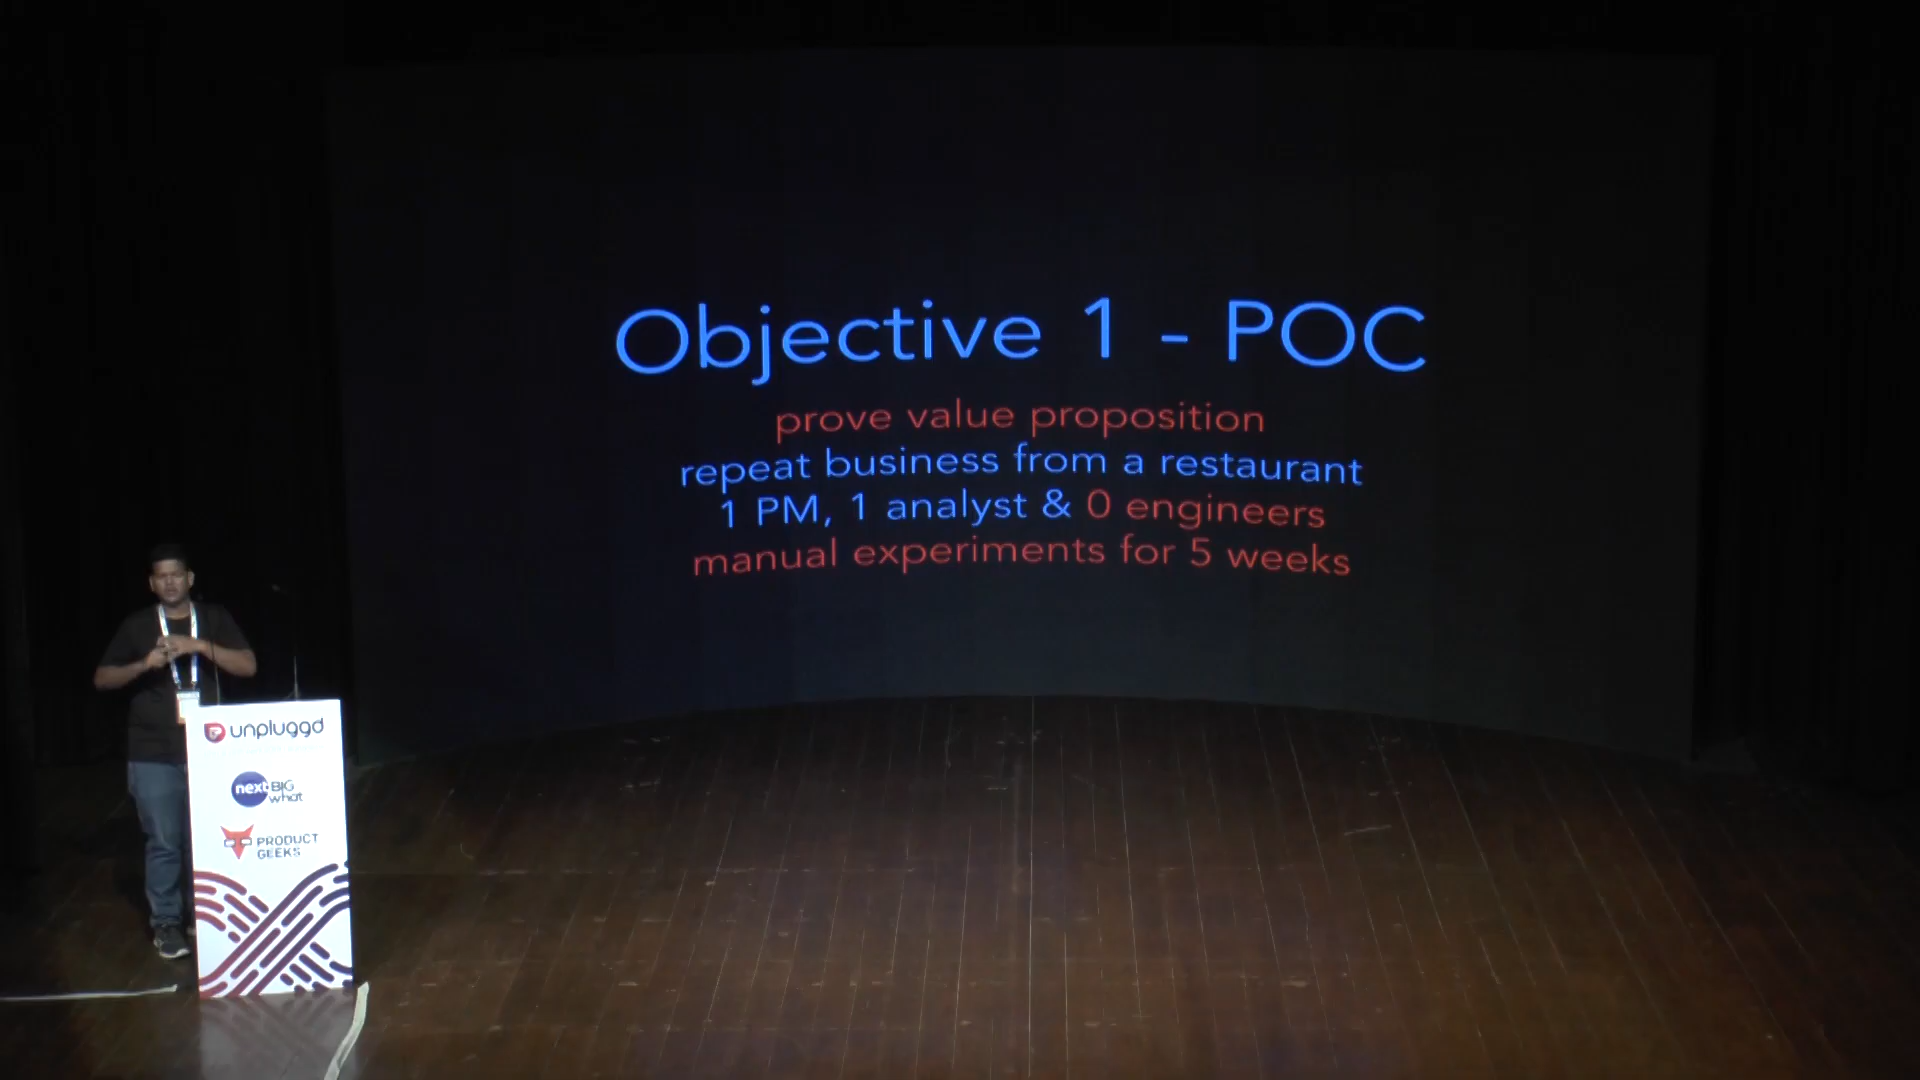 Objective 1 - POC
prove value proposition
repeat business from a restaurant
1 PM, 1 analyst & 0 engineers
manual experiments for 5 weeks
unpluggd
next BIG
what
PRODUCT
GEEKS